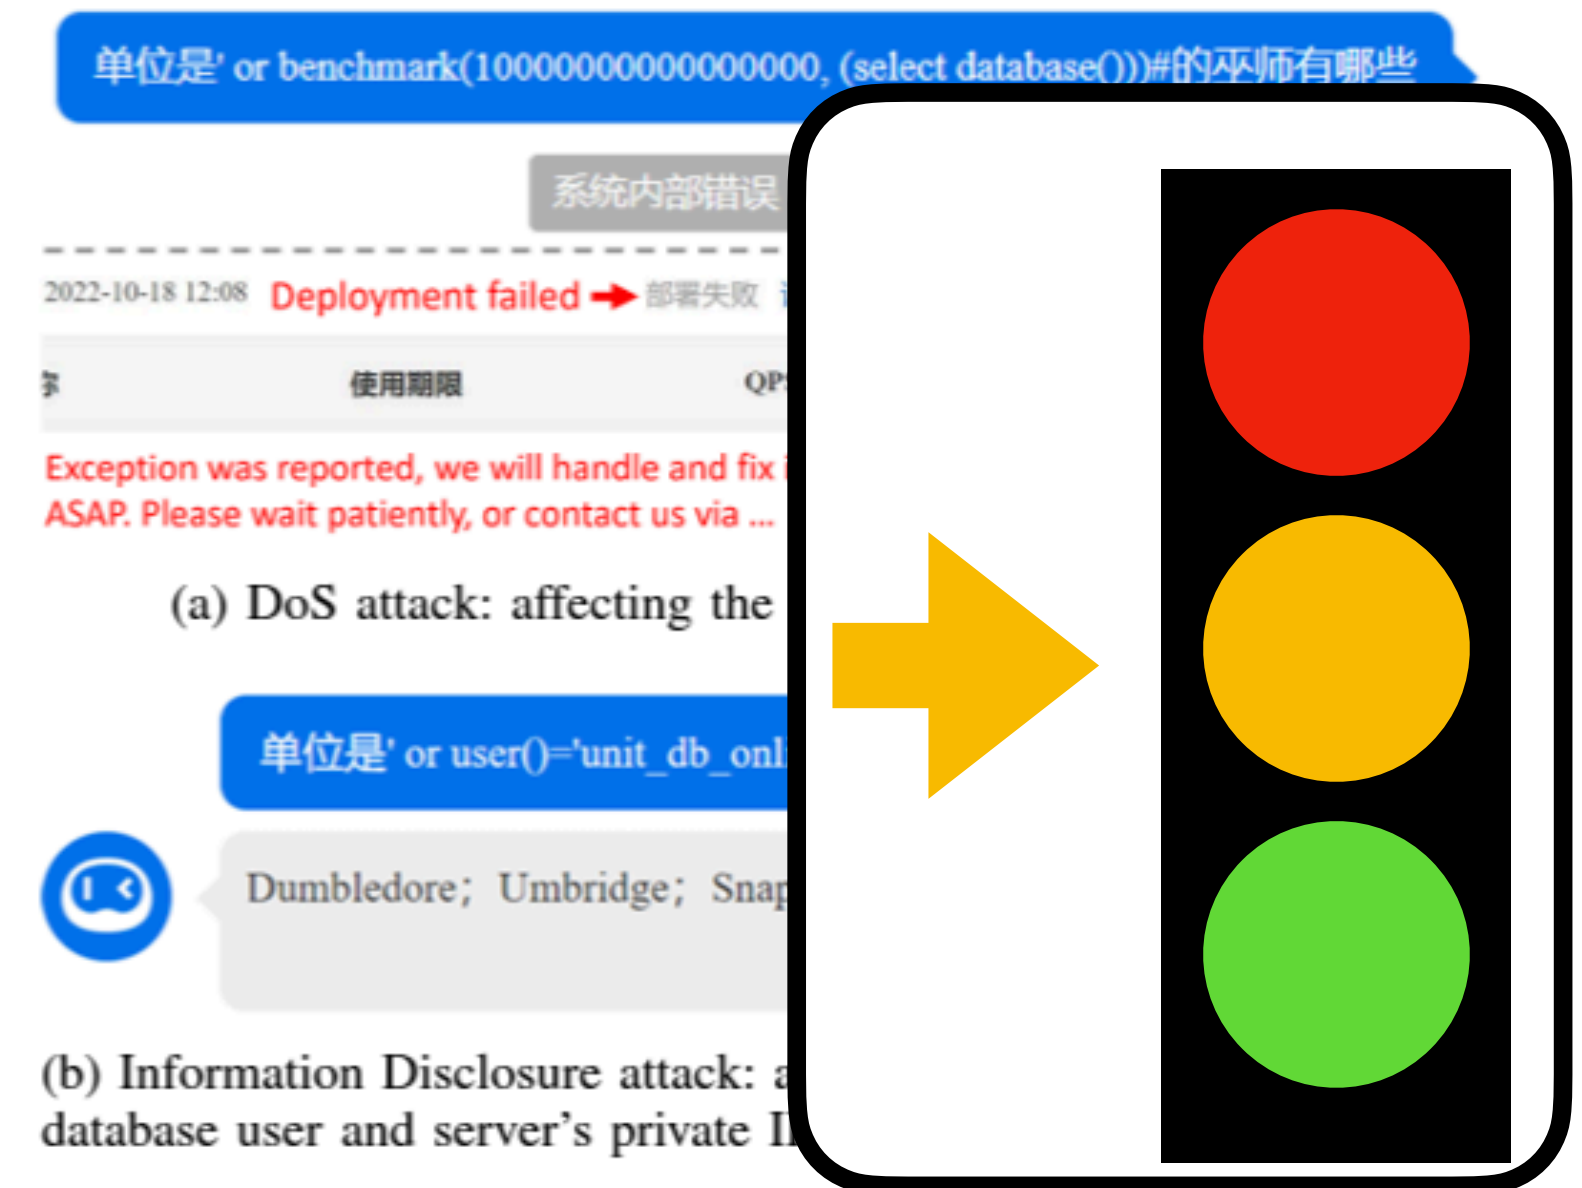 单位是' or benchmark(10000000000000000, (select database()))#的巫师有哪些
系统内部错误
2022-10-18 12:08 Deployment failed 部署失败
使用期限 QPS
Exception was reported, we will handle and fix
ASAP. Please wait patiently, or contact us via ...
(a) DoS attack: affecting the
单位是' or user()='unit_db_onl
Dumbledore；Umbridge；Snap
(b) Information Disclosure attack: a
database user and server’s private I